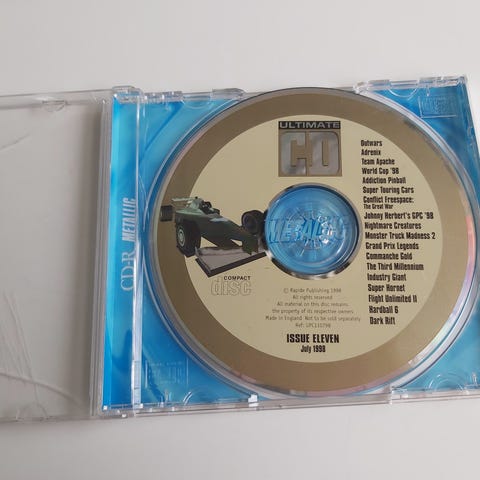 CD-R METALLIC
ULTIMATE
CD
Outwars
Adrenix
Team Apache
World Cup '98
Addiction Pinball
Super Touring Cars
Conflict Freespace:
The Great War
Johnny Herbert's GPC '98
Nightmare Creatures
Monster Truck Madness 2
Grand Prix Legends
Commanche Gold
The Third Millennium
Industry Giant
Super Hornet
Flight Unlimited II
Hardball 6
Dark Rift
METALLIC
COMPACT
disc
© Rapide Publishing 1998
All rights reserved
All material on this disc remains
the property of its respective owners
Made in England Not to be sold separately
Ref: UPC110798
ISSUE ELEVEN
July 1998